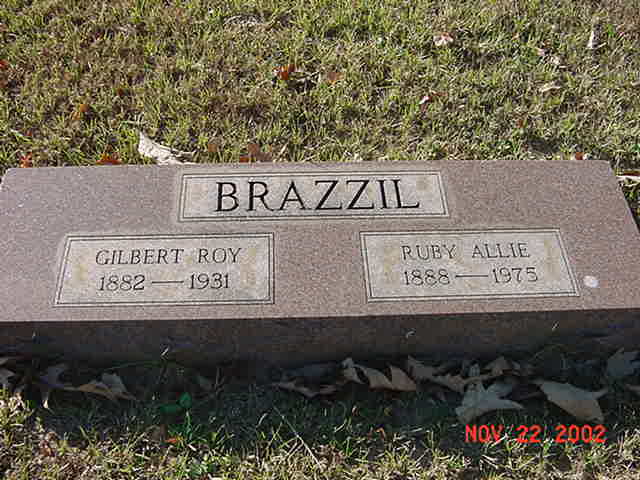 BRAZZIL
GILBERT ROY
1882—1931
RUBY ALLIE
1888—1975
NOV 22 2002